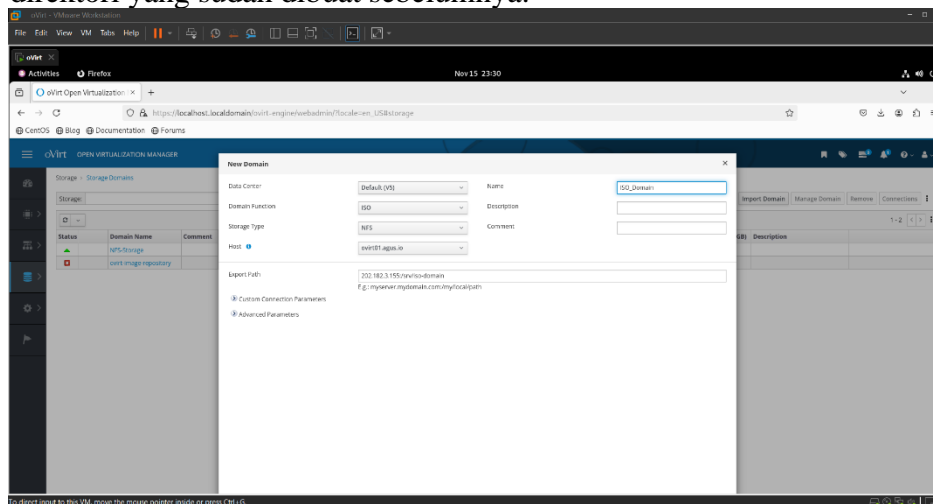 direktori yang sudah dibuat sebelumnya.
oVirt - VMware Workstation
File Edit View VM Tabs Help
oVirt
Activities Firefox Nov 15 23:30
oVirt Open Virtualization
https://localhost.localdomain/ovirt-engine/webadmin/?locale=en_US#storage
CentOS Blog Documentation Forums
oVirt OPEN VIRTUALIZATION MANAGER
Storage > Storage Domains
Storage:
Import Domain Manage Domain Remove Connections
1-2
Status Domain Name Comment GB) Description
NFS-Storage
ovirt-image-repository
New Domain
Data Center Default (V5) Name ISO_Domain
Domain Function ISO Description
Storage Type NFS Comment
Host ovirt01.agus.io
Export Path 202.182.3.155:/srv/iso-domain
E.g.: myserver.mydomain.com:/my/local/path
Custom Connection Parameters
Advanced Parameters
To direct input to this VM, move the mouse pointer inside or press Ctrl+G.